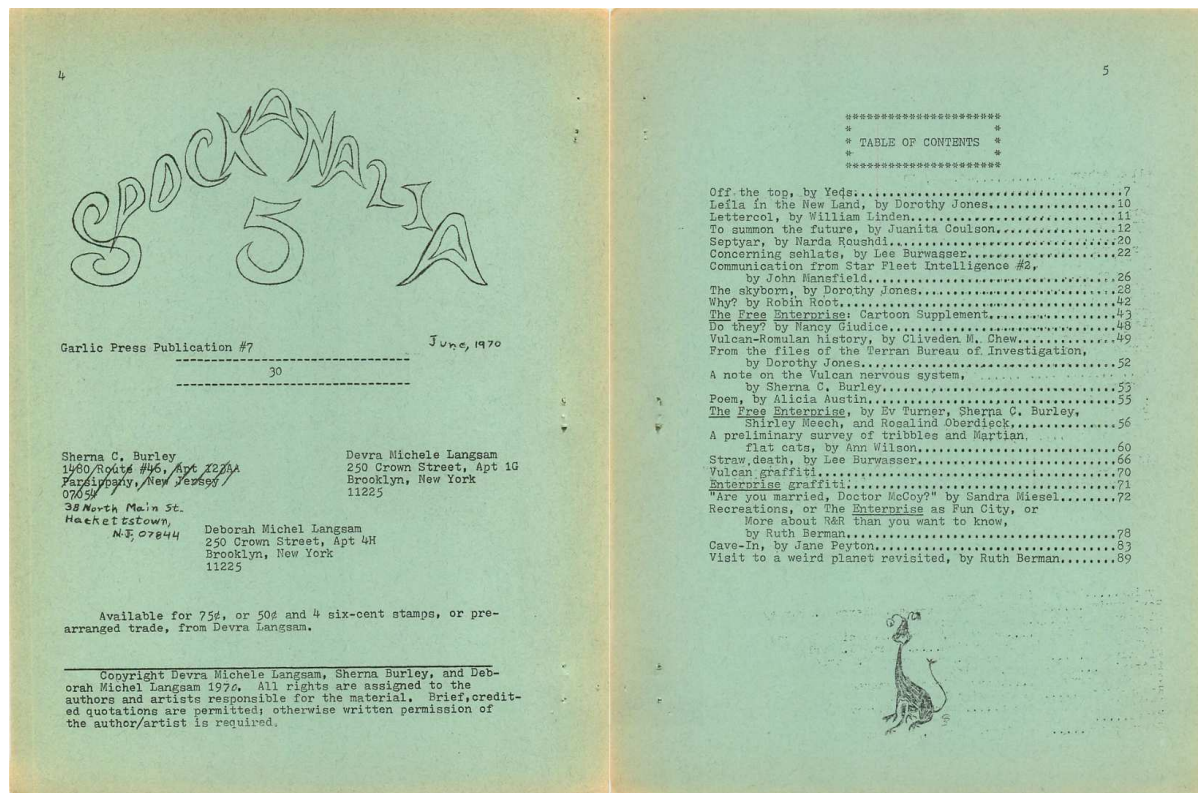 4
SPOCKANALIA
5
Garlic Press Publication #7
June, 1970
30
Sherna C. Burley
1480 Route #46, Apt 123AA
Parsippany, New Jersey
07054
38 North Main St.
Hackettstown,
N.J. 07844
Devra Michele Langsam
250 Crown Street, Apt 1G
Brooklyn, New York
11225
Deborah Michel Langsam
250 Crown Street, Apt 4H
Brooklyn, New York
11225
Available for 75¢, or 50¢ and 4 six-cent stamps, or pre-
arranged trade, from Devra Langsam.
Copyright Devra Michele Langsam, Sherna Burley, and Deb-
orah Michel Langsam 1970. All rights are assigned to the
authors and artists responsible for the material. Brief,credit-
ed quotations are permitted; otherwise written permission of
the author/artist is required.
5
TABLE OF CONTENTS
Off the top, by Yeds:..........7
Leila in the New Land, by Dorothy Jones..........10
Lettercol, by William Linden..........11
To summon the future, by Juanita Coulson..........12
Septyar, by Narda Roushdi..........20
Concerning sehlats, by Lee Burwasser..........22
Communication from Star Fleet Intelligence #2,
by John Mansfield..........26
The skyborn, by Dorothy Jones..........28
Why? by Robin Root..........42
The Free Enterprise: Cartoon Supplement..........43
Do they? by Nancy Giudice..........48
Vulcan-Romulan history, by Cliveden M. Chew..........49
From the files of the Terran Bureau of Investigation,
by Dorothy Jones..........52
A note on the Vulcan nervous system,
by Sherna C. Burley..........53
Poem, by Alicia Austin..........55
The Free Enterprise, by Ev Turner, Sherna C. Burley,
Shirley Meech, and Rosalind Oberdieck,..........56
A preliminary survey of tribbles and Martian
flat cats, by Ann Wilson..........60
Straw death, by Lee Burwasser..........66
Vulcan graffiti..........70
Enterprise graffiti..........71
"Are you married, Doctor McCoy?" by Sandra Miesel..........72
Recreations, or The Enterprise as Fun City, or
More about R&R than you want to know,
by Ruth Berman..........78
Cave-In, by Jane Peyton..........83
Visit to a weird planet revisited, by Ruth Berman........89